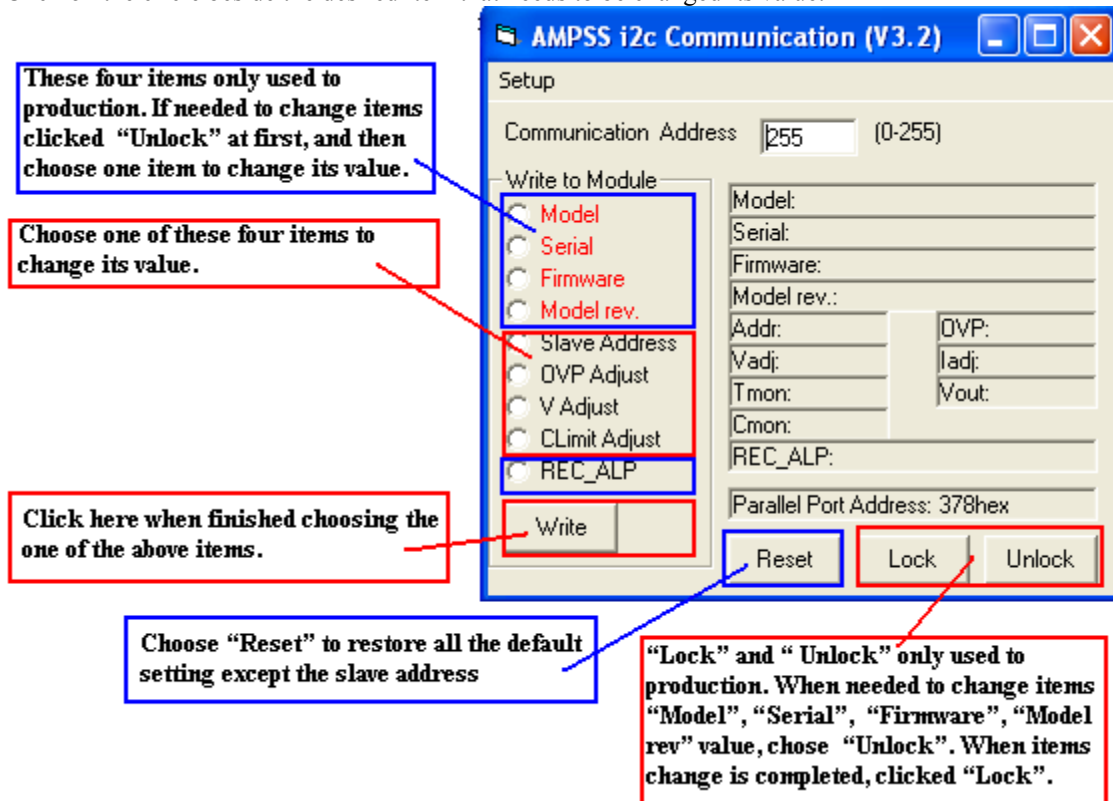 AMPSS i2c Communication (V3.2)
Setup
Communication Address 255 (0-255)
Write to Module
Model
Serial
Firmware
Model rev.
Slave Address
OVP Adjust
V Adjust
CLimit Adjust
REC_ALP
Write
Model:
Serial:
Firmware:
Model rev.:
Addr: OVP:
Vadj: Iadj:
Tmon: Vout:
Cmon:
REC_ALP:
Parallel Port Address: 378hex
Reset Lock Unlock
These four items only used to
production. If needed to change items
clicked “Unlock” at first, and then
choose one item to change its value.
Choose one of these four items to
change its value.
Click here when finished choosing the
one of the above items.
Choose “Reset” to restore all the default
setting except the slave address
“Lock” and “ Unlock” only used to
production. When needed to change items
“Model”, “Serial”, “Firmware”, “Model
rev” value, chose “Unlock”. When items
change is completed, clicked “Lock”.